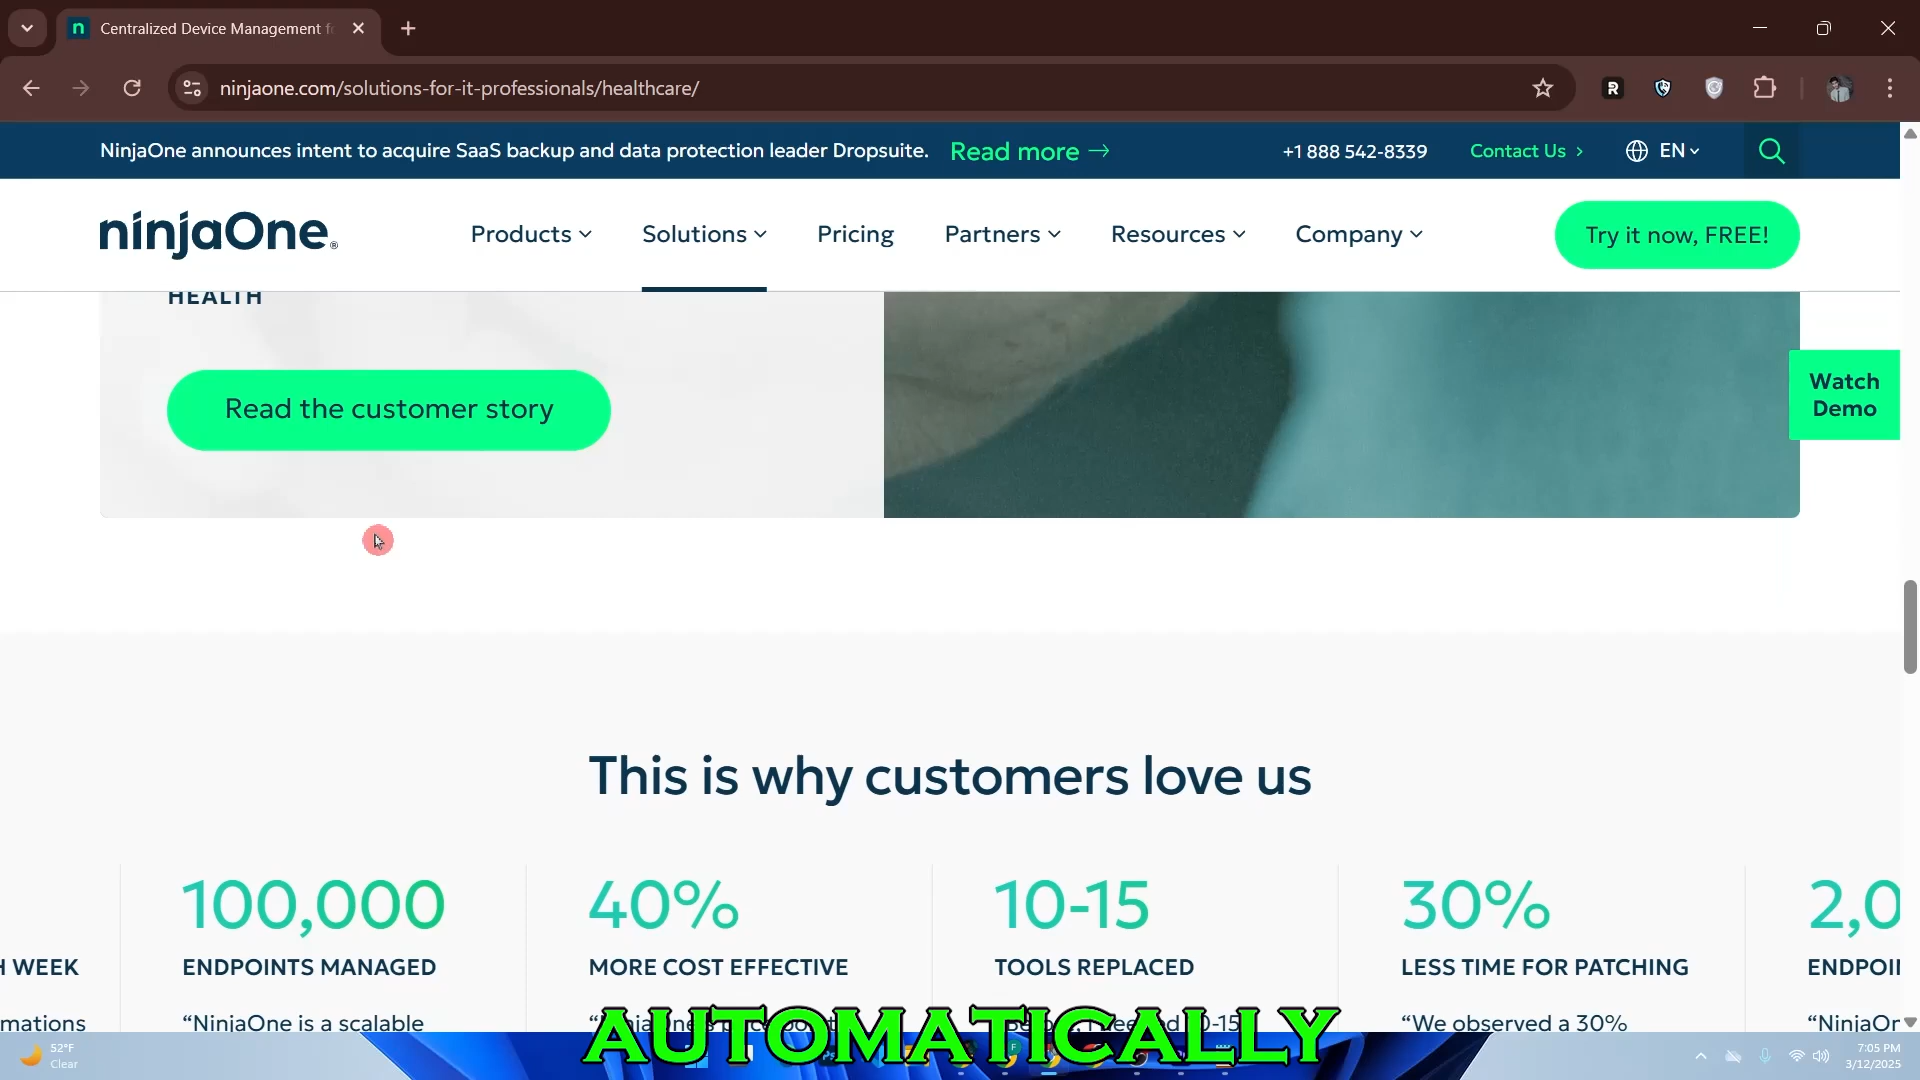 Centralized Device Management f
ninjaone.com/solutions-for-it-professionals/healthcare/
NinjaOne announces intent to acquire SaaS backup and data protection leader Dropsuite. Read more → +1 888 542-8339 Contact Us > EN
ninjaOne® Products Solutions Pricing Partners Resources Company Try it now, FREE!
HEALTH
Read the customer story
Watch
Demo
This is why customers love us
100,000 40% 10-15 30% 2,0
H WEEK ENDPOINTS MANAGED MORE COST EFFECTIVE TOOLS REPLACED LESS TIME FOR PATCHING ENDPOI
mations “NinjaOne is a scalable “We observed a 30% “NinjaOr
AUTOMATICALLY
52°F
Clear
7:05 PM
3/12/2025